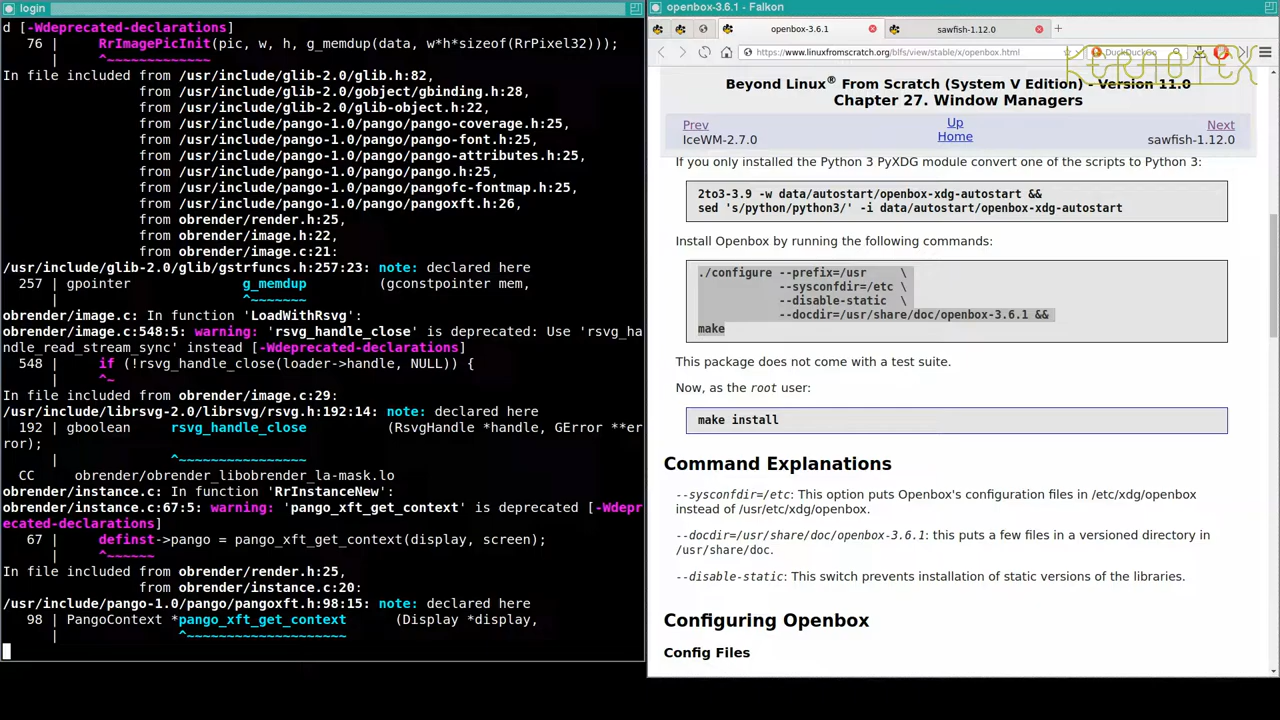 login
d [-Wdeprecated-declarations]
76 | RrImagePicInit(pic, w, h, g_memdup(data, w*h*sizeof(RrPixel32)));
| ^~~~~~~~~~~~~~
In file included from /usr/include/glib-2.0/glib.h:82,
from /usr/include/glib-2.0/gobject/gbinding.h:28,
from /usr/include/glib-2.0/glib-object.h:22,
from /usr/include/pango-1.0/pango/pango-coverage.h:25,
from /usr/include/pango-1.0/pango/pango-font.h:25,
from /usr/include/pango-1.0/pango/pango-attributes.h:25,
from /usr/include/pango-1.0/pango/pango.h:25,
from /usr/include/pango-1.0/pango/pangofc-fontmap.h:25,
from /usr/include/pango-1.0/pango/pangoxft.h:26,
from obrender/render.h:25,
from obrender/image.h:22,
from obrender/image.c:21:
/usr/include/glib-2.0/glib/gstrfuncs.h:257:23: note: declared here
257 | gpointer g_memdup (gconstpointer mem,
| ^~~~~~~~
obrender/image.c: In function 'LoadWithRsvg':
obrender/image.c:548:5: warning: 'rsvg_handle_close' is deprecated: Use 'rsvg_ha
ndle_read_stream_sync' instead [-Wdeprecated-declarations]
548 | if (!rsvg_handle_close(loader->handle, NULL)) {
| ^~
In file included from obrender/image.c:29:
/usr/include/librsvg-2.0/librsvg/rsvg.h:192:14: note: declared here
192 | gboolean rsvg_handle_close (RsvgHandle *handle, GError **er
ror);
| ^~~~~~~~~~~~~~~~~
CC obrender/obrender_libobrender_la-mask.lo
obrender/instance.c: In function 'RrInstanceNew':
obrender/instance.c:67:5: warning: 'pango_xft_get_context' is deprecated [-Wdepr
ecated-declarations]
67 | definst->pango = pango_xft_get_context(display, screen);
| ^~~~~~~
In file included from obrender/render.h:25,
from obrender/instance.c:20:
/usr/include/pango-1.0/pango/pangoxft.h:98:15: note: declared here
98 | PangoContext *pango_xft_get_context (Display *display,
| ^~~~~~~~~~~~~~~~~~~~~
openbox-3.6.1 - Falkon
openbox-3.6.1
sawfish-1.12.0
https://www.linuxfromscratch.org/blfs/view/stable/x/openbox.html
DuckDuckGo
KERNOTEX
Beyond Linux® From Scratch (System V Edition) - Version 11.0
Chapter 27. Window Managers
Prev
Up
Next
IceWM-2.7.0
Home
sawfish-1.12.0
If you only installed the Python 3 PyXDG module convert one of the scripts to Python 3:
2to3-3.9 -w data/autostart/openbox-xdg-autostart &&
sed 's/python/python3/' -i data/autostart/openbox-xdg-autostart
Install Openbox by running the following commands:
./configure --prefix=/usr \
--sysconfdir=/etc \
--disable-static \
--docdir=/usr/share/doc/openbox-3.6.1 &&
make
This package does not come with a test suite.
Now, as the root user:
make install
Command Explanations
--sysconfdir=/etc: This option puts Openbox's configuration files in /etc/xdg/openbox
instead of /usr/etc/xdg/openbox.
--docdir=/usr/share/doc/openbox-3.6.1: this puts a few files in a versioned directory in
/usr/share/doc.
--disable-static: This switch prevents installation of static versions of the libraries.
Configuring Openbox
Config Files